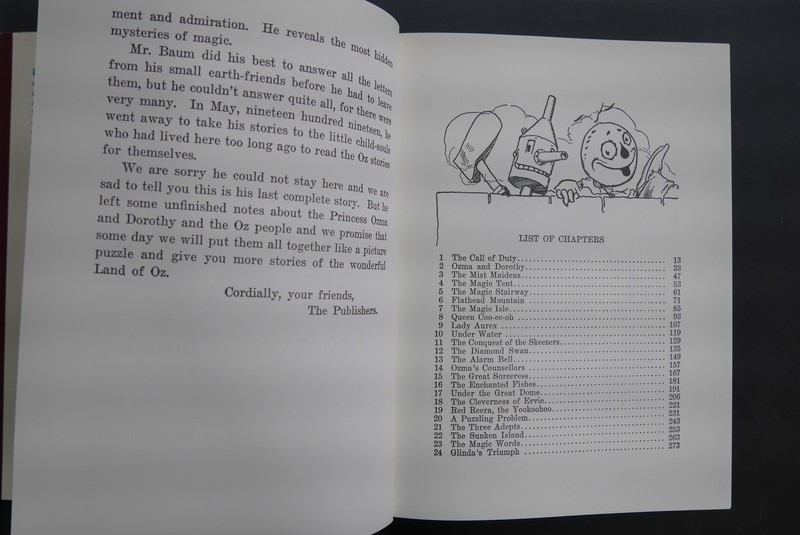 ment and admiration. He reveals the most hidden
mysteries of magic.
Mr. Baum did his best to answer all the letters
from his small earth-friends before he had to leave
them, but he couldn't answer quite all, for there were
very many. In May, nineteen hundred nineteen, he
went away to take his stories to the little child-souls
who had lived here too long ago to read the Oz stories
for themselves.
We are sorry he could not stay here and we are
sad to tell you this is his last complete story. But he
left some unfinished notes about the Princess Ozma
and Dorothy and the Oz people and we promise that
some day we will put them all together like a picture
puzzle and give you more stories of the wonderful
Land of Oz.
Cordially, your friends,
The Publishers.
LIST OF CHAPTERS
1 The Call of Duty 13
2 Ozma and Dorothy 33
3 The Mist Maidens 47
4 The Magic Tent 53
5 The Magic Stairway 61
6 Flathead Mountain 71
7 The Magic Isle 85
8 Queen Coo-ee-oh 93
9 Lady Aurex 107
10 Under Water 119
11 The Conquest of the Skeezers 129
12 The Diamond Swan 135
13 The Alarm Bell 149
14 Ozma's Counsellors 157
15 The Great Sorceress 167
16 The Enchanted Fishes 181
17 Under the Great Dome 191
18 The Cleverness of Ervic 206
19 Red Reera, the Yookoohoo 221
20 A Puzzling Problem 231
21 The Three Adepts 243
22 The Sunken Island 253
23 The Magic Words 263
24 Glinda's Triumph 273